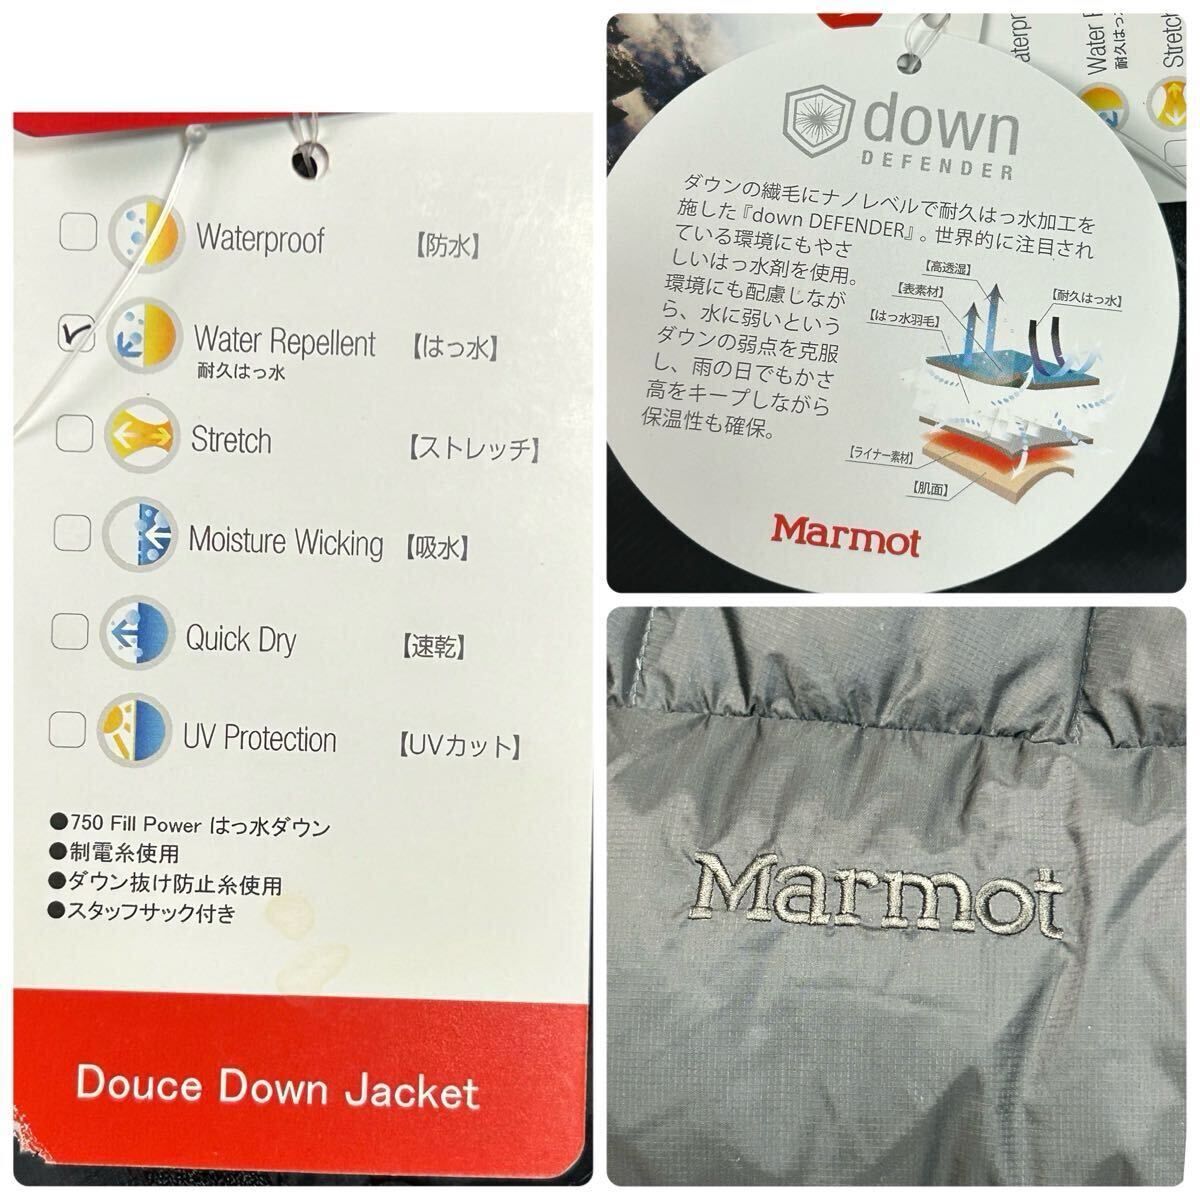 Waterproof 【防水】
Water Repellent 【はっ水】
耐久はっ水
Stretch 【ストレッチ】
Moisture Wicking 【吸水】
Quick Dry 【速乾】
UV Protection 【UVカット】
●750 Fill Power はっ水ダウン
●制電糸使用
●ダウン抜け防止糸使用
●スタッフサック付き
Douce Down Jacket
Water
耐久はっ水
Stretch
down
DEFENDER
ダウンの繊毛にナノレベルで耐久はっ水加工を
施した『down DEFENDER』。世界的に注目され
ている環境にもやさ
しいはっ水剤を使用。
環境にも配慮しなが
ら、水に弱いという
ダウンの弱点を克服
し、雨の日でもかさ
高をキープしながら
保温性も確保。
【高透湿】
【表素材】
【耐久はっ水】
【はっ水羽毛】
【ライナー素材】
【肌面】
Marmot
Marmot